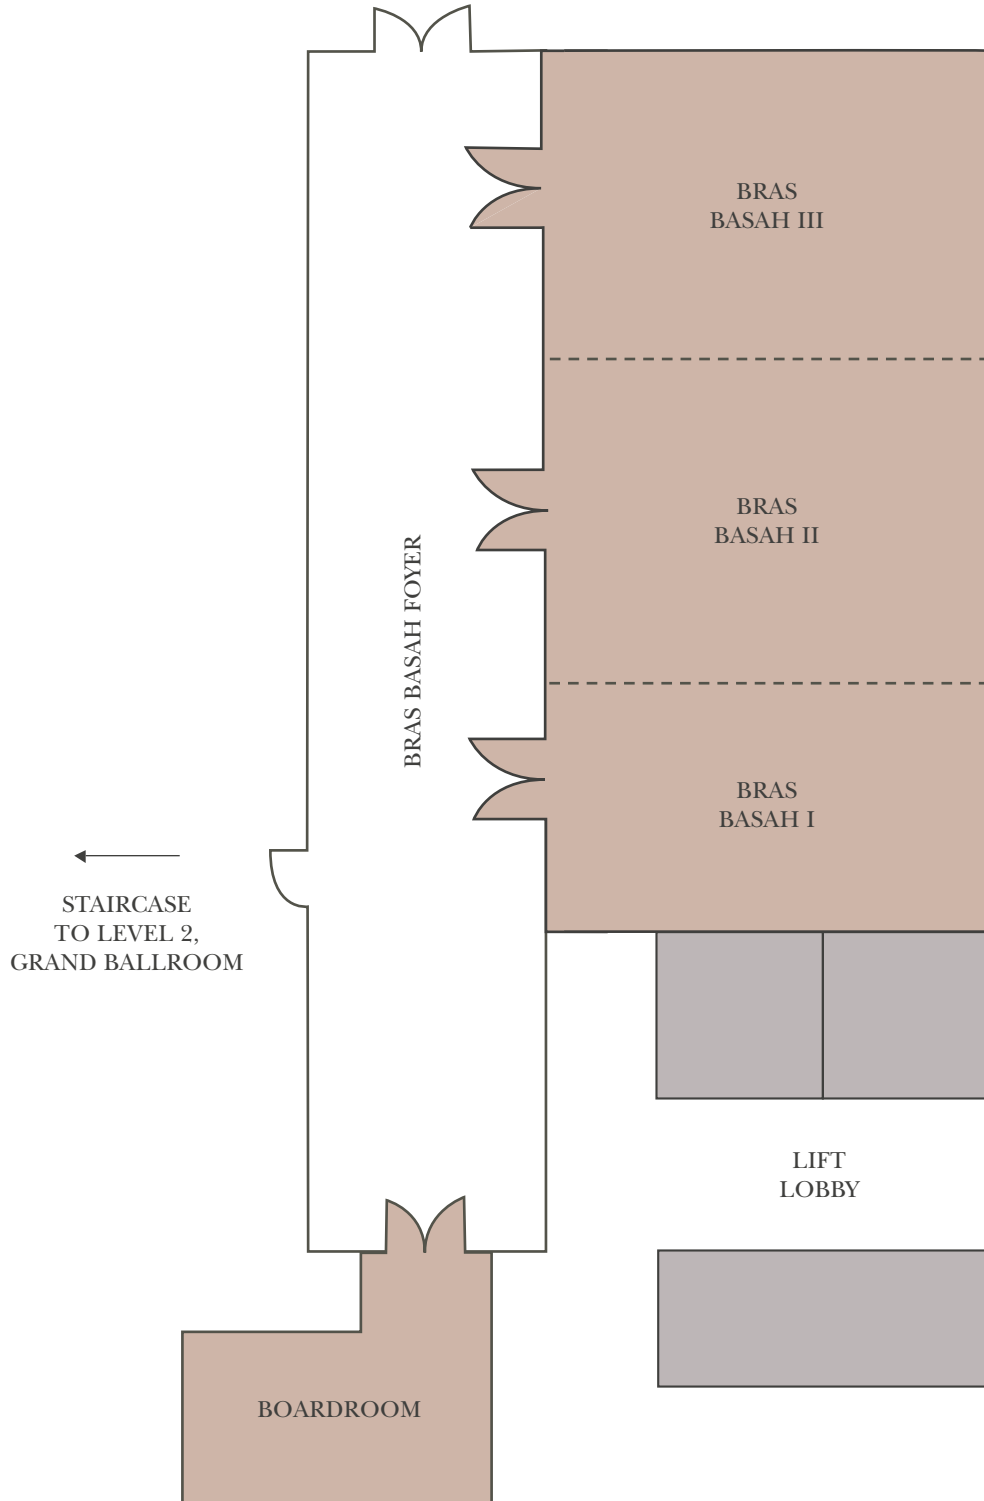 BRAS
BASAH III
BRAS
BASAH II
BRAS BASAH FOYER
BRAS
BASAH I
STAIRCASE
TO LEVEL 2,
GRAND BALLROOM
LIFT
LOBBY
BOARDROOM